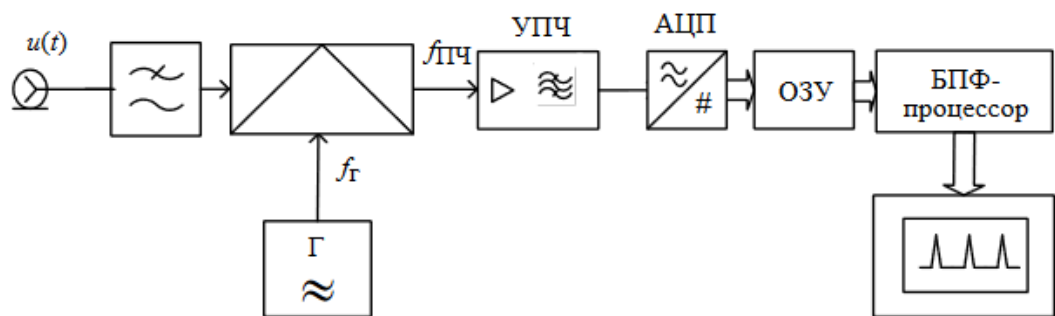 u(t)
fПЧ
УПЧ
АЦП
#
ОЗУ
БПФ-
процессор
fГ
Г